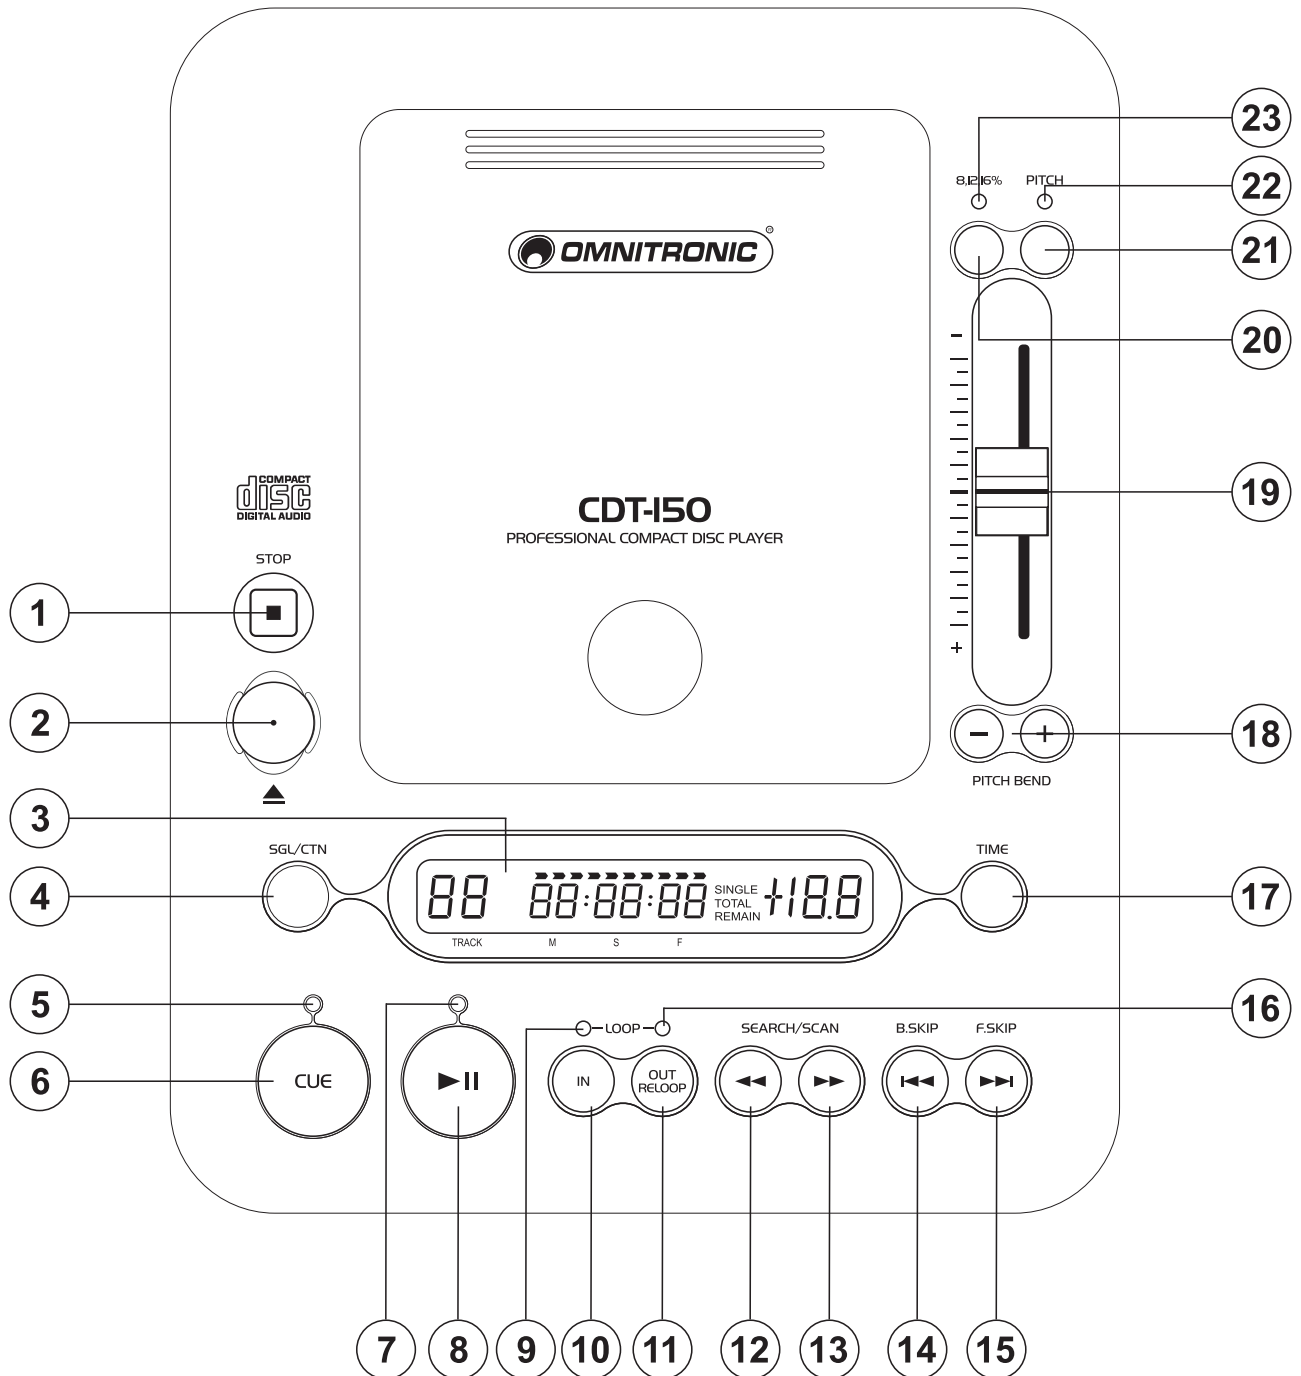 8,12,16% PITCH
OMNITRONIC ®
-
COMPACT
disc
DIGITAL AUDIO
CDT-150
PROFESSIONAL COMPACT DISC PLAYER
STOP
+
- +
PITCH BEND
SGL/CTN
TIME
88 88:88:88 SINGLE TOTAL REMAIN +18.8
TRACK M S F
LOOP
SEARCH/SCAN
B.SKIP
F.SKIP
CUE
IN
OUT
RELOOP
1
2
3
4
5
6
7
8
9
10
11
12
13
14
15
16
17
18
19
20
21
22
23